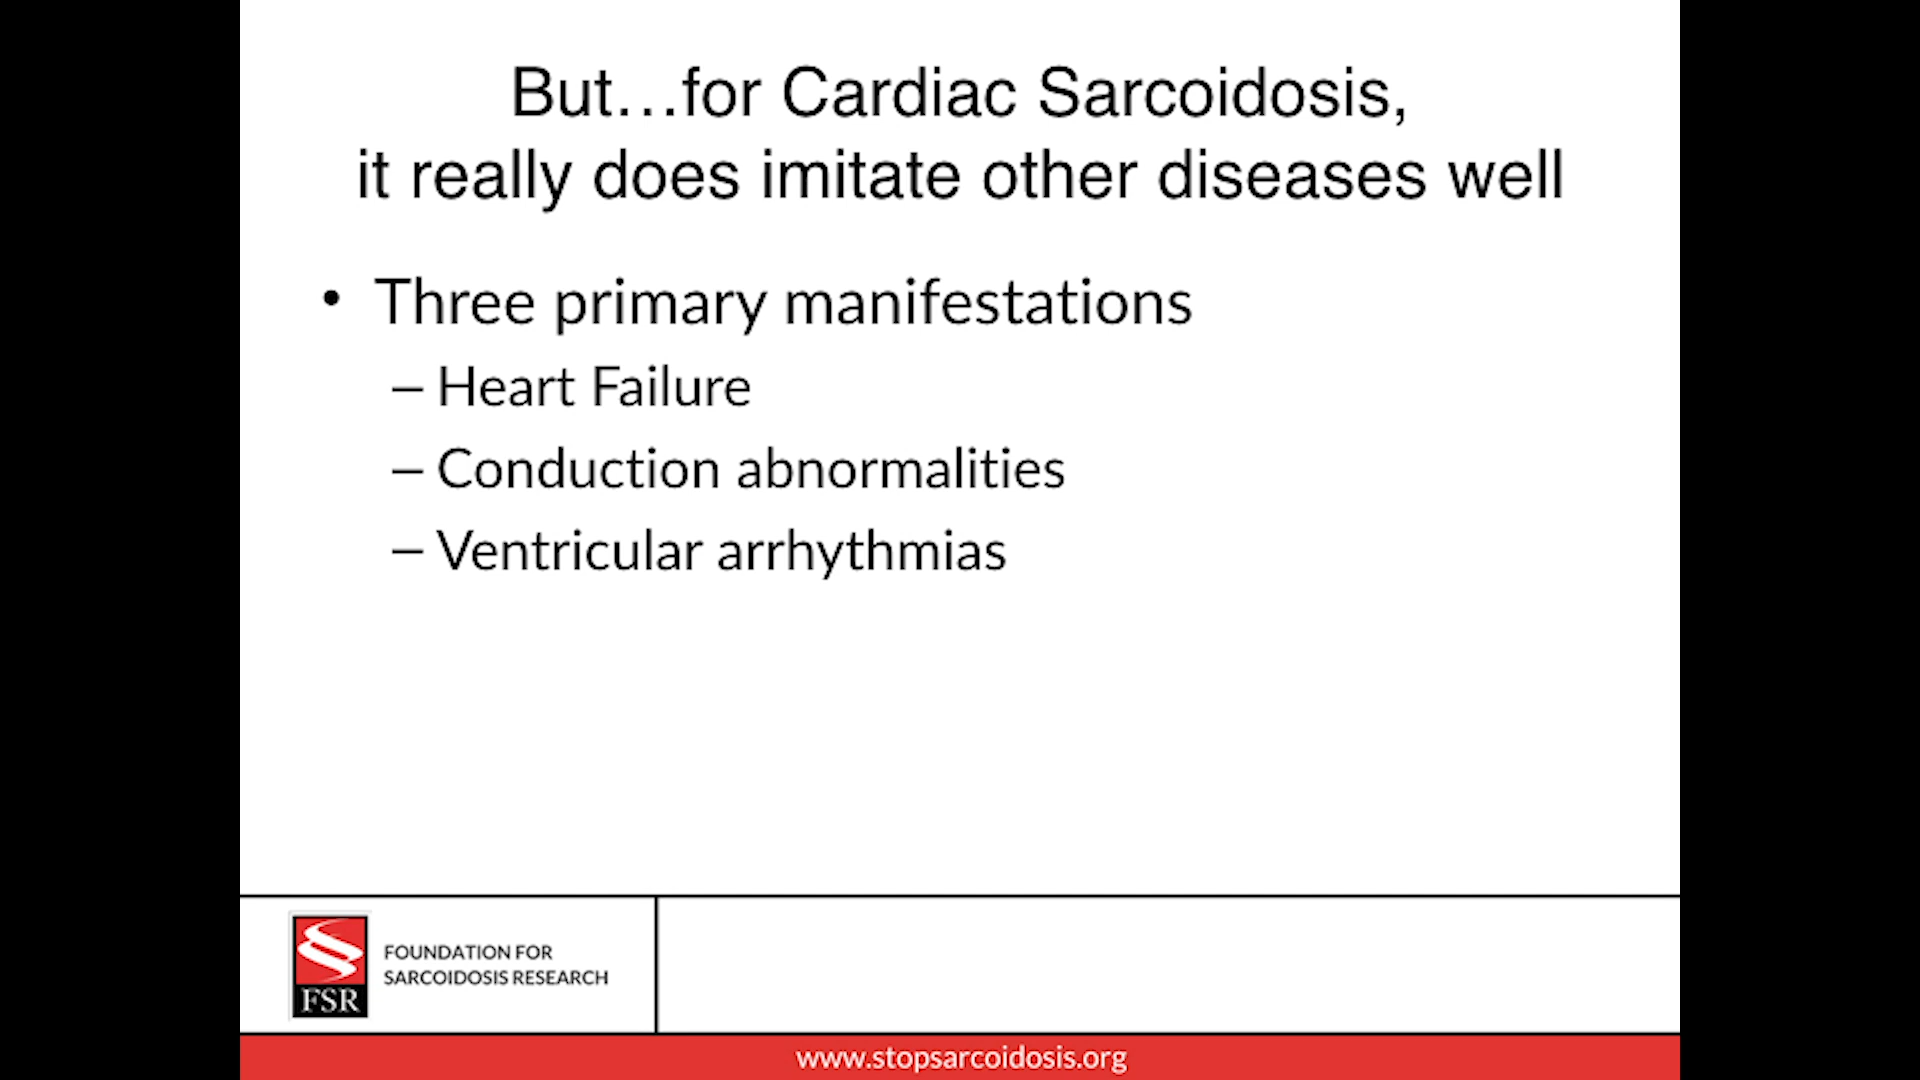 But…for Cardiac Sarcoidosis,
it really does imitate other diseases well
• Three primary manifestations
– Heart Failure
– Conduction abnormalities
– Ventricular arrhythmias
FSR
FOUNDATION FOR
SARCOIDOSIS RESEARCH
www.stopsarcoidosis.org